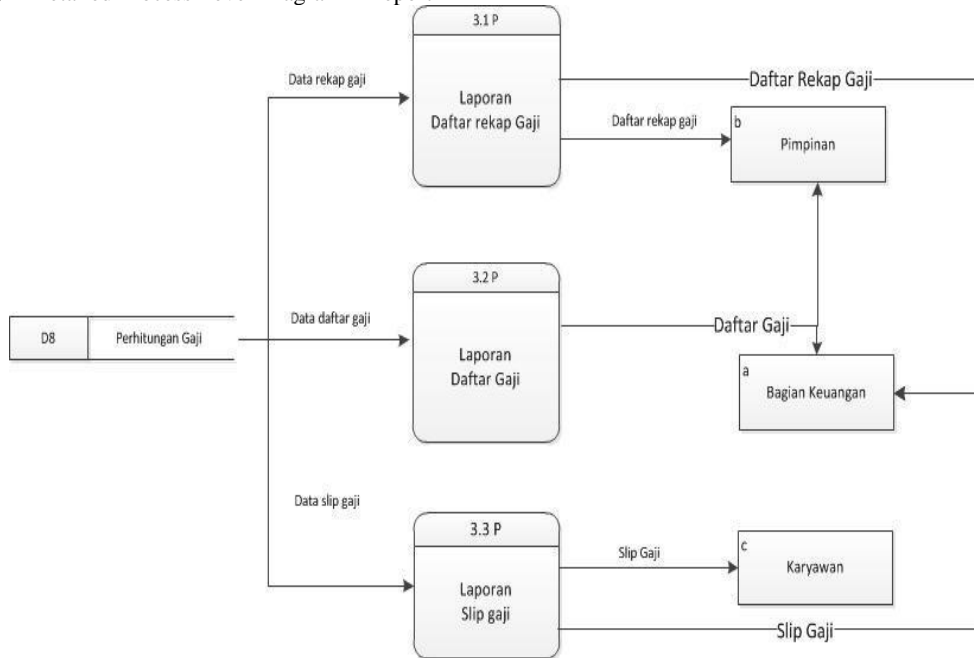 3.1 P
Data rekap gaji
Laporan
Daftar rekap Gaji
Daftar Rekap Gaji
Daftar rekap gaji
b
Pimpinan
3.2 P
Data daftar gaji
D8
Perhitungan Gaji
Laporan
Daftar Gaji
Daftar Gaji
a
Bagian Keuangan
Data slip gaji
3.3 P
Laporan
Slip gaji
Slip Gaji
c
Karyawan
Slip Gaji